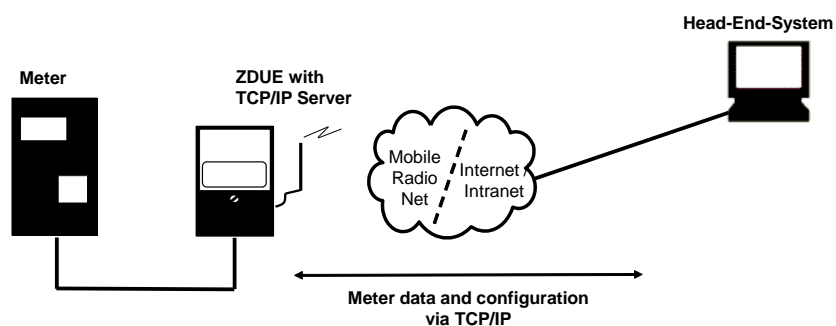 Head-End-System
Meter
ZDUE with
TCP/IP Server
Mobile
Radio
Net
Internet /
Intranet
Meter data and configuration
via TCP/IP